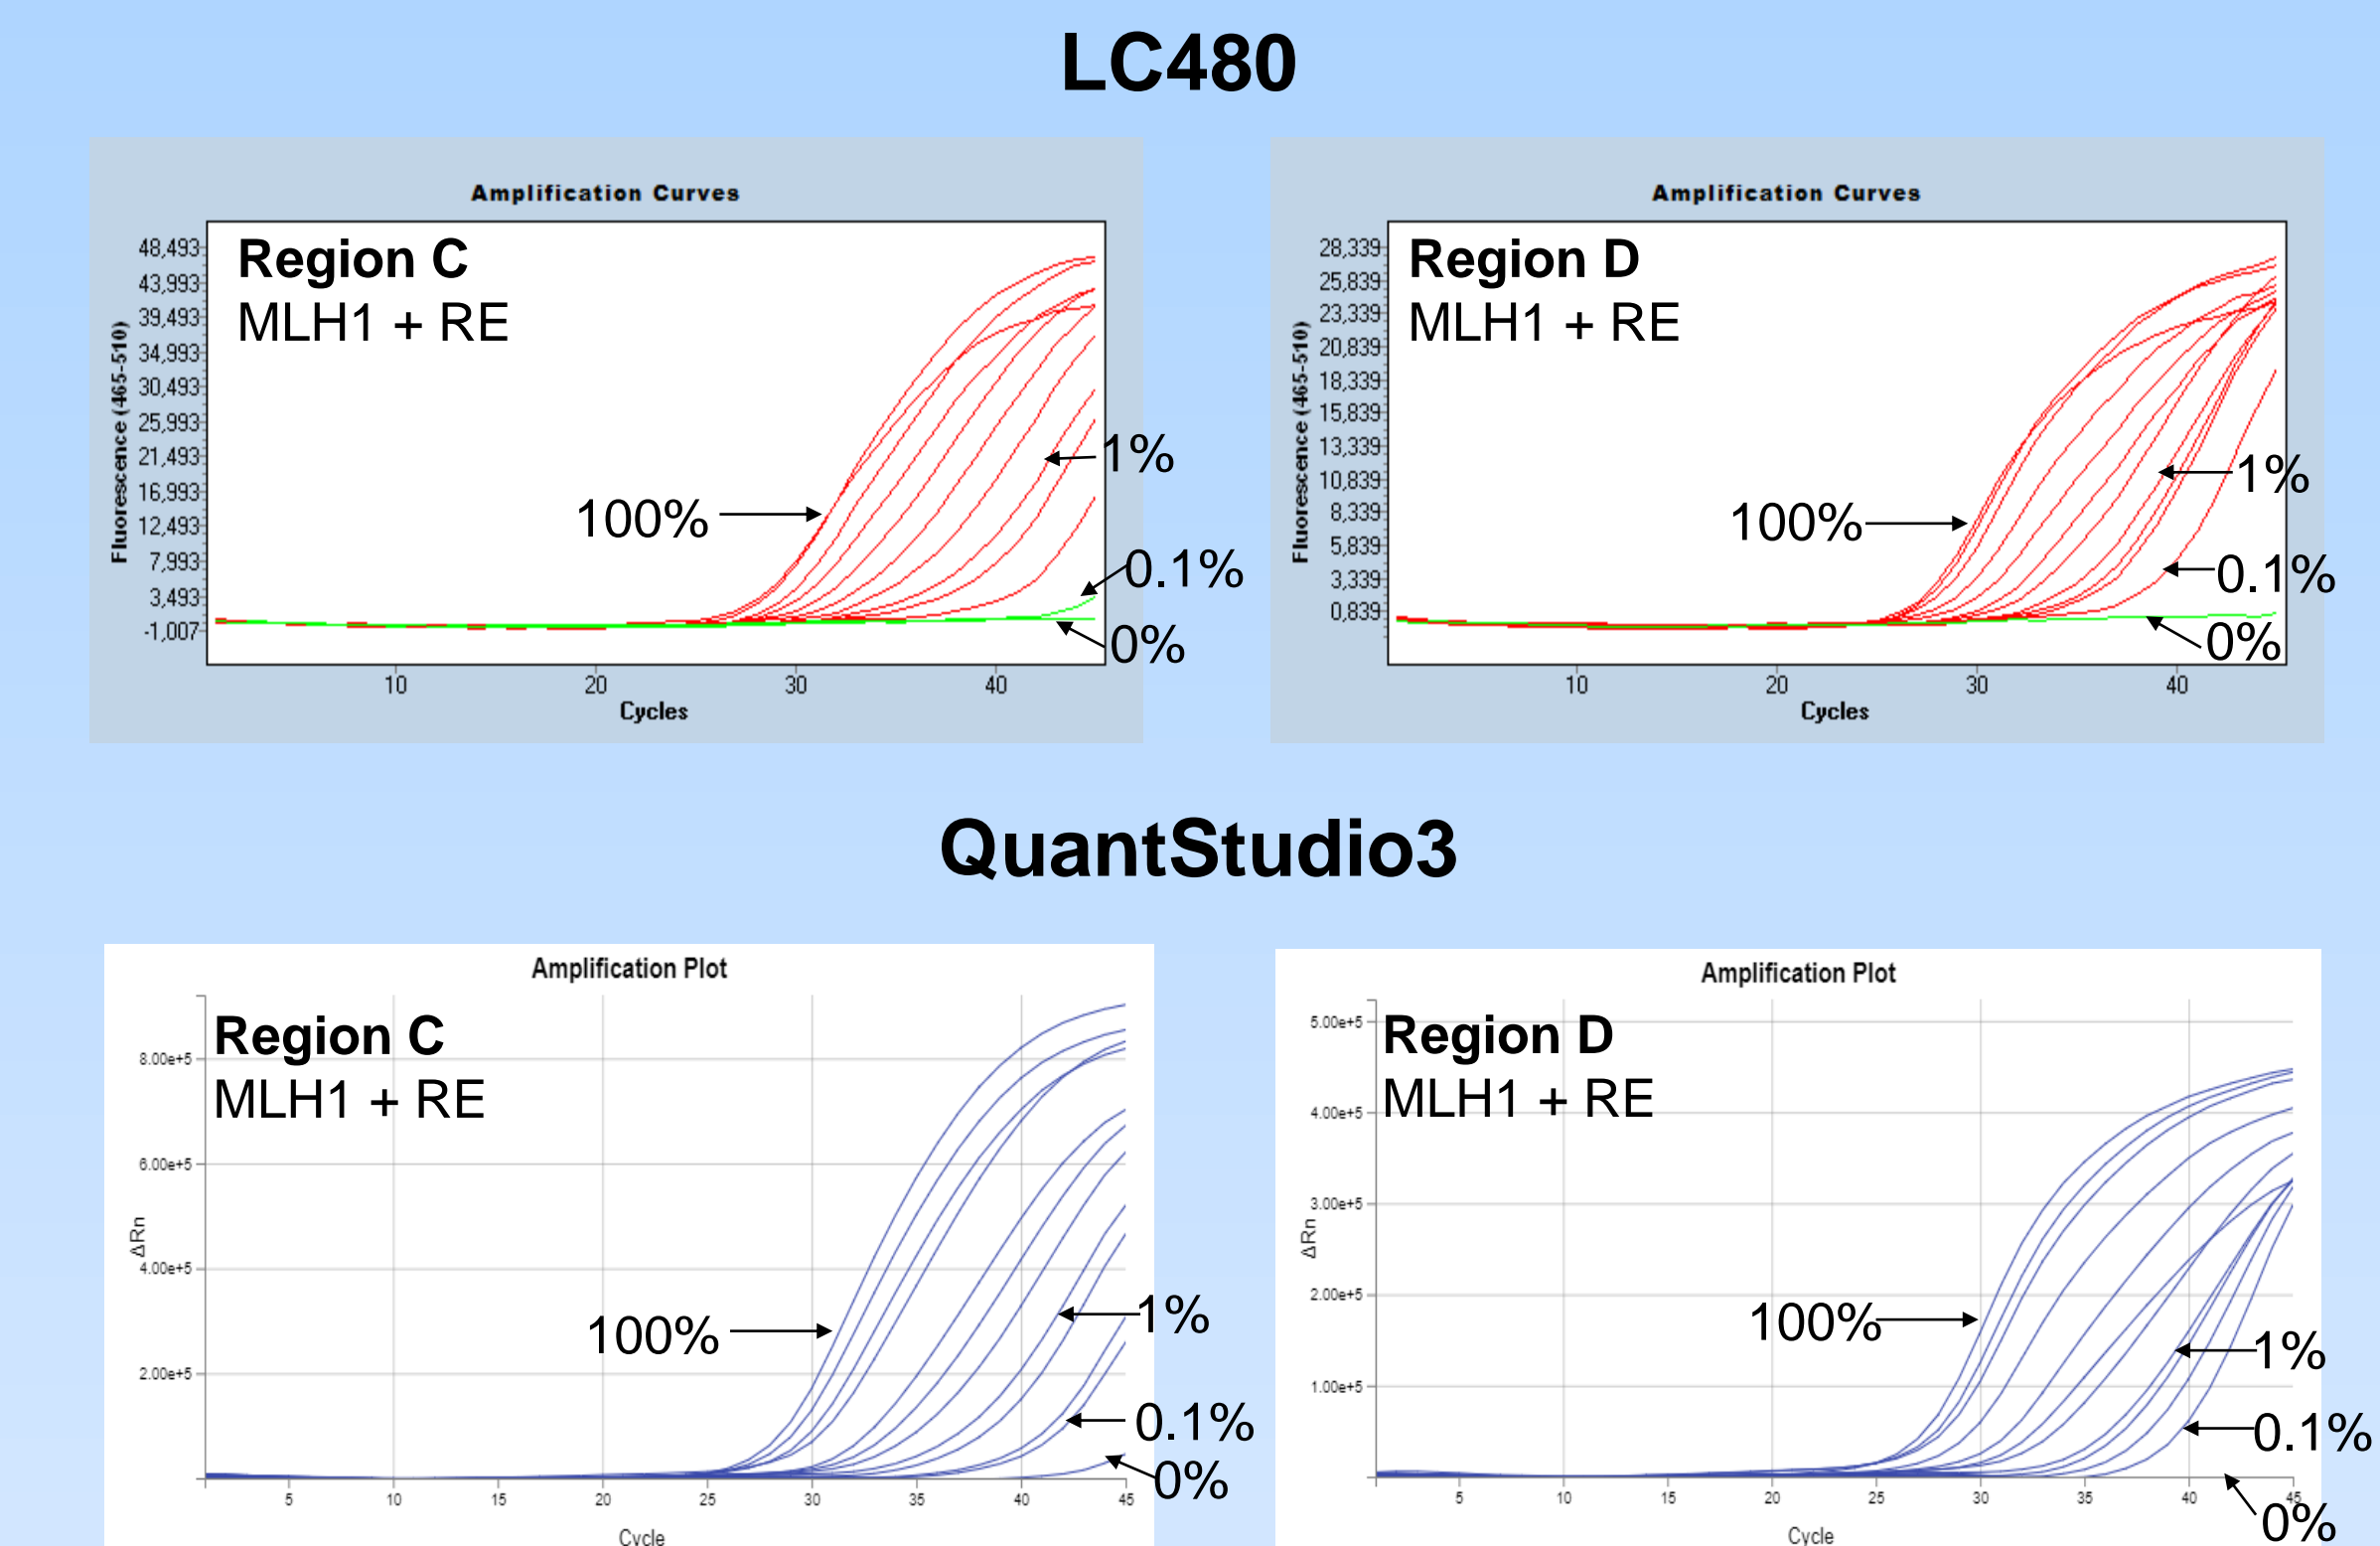 LC480
Amplification Curves
Region C
MLH1 + RE
Fluorescence (465-510)
48,493
43,993
39,493
34,993
30,493
25,993
21,493
16,993
12,493
7,993
3,493
-1,007
100%
1%
0.1%
0%
10 20 30 40
Cycles
Amplification Curves
Region D
MLH1 + RE
Fluorescence (465-510)
28,339
25,839
23,339
20,839
18,339
15,839
13,339
10,839
8,339
5,839
3,339
0,839
100%
1%
0.1%
0%
10 20 30 40
Cycles
QuantStudio3
Amplification Plot
Region C
MLH1 + RE
ΔRn
8.00e+5
6.00e+5
4.00e+5
2.00e+5
100%
1%
0.1%
0%
5 10 15 20 25 30 35 40 45
Cycle
Amplification Plot
Region D
MLH1 + RE
ΔRn
5.00e+5
4.00e+5
3.00e+5
2.00e+5
1.00e+5
100%
1%
0.1%
0%
5 10 15 20 25 30 35 40 45
Cycle